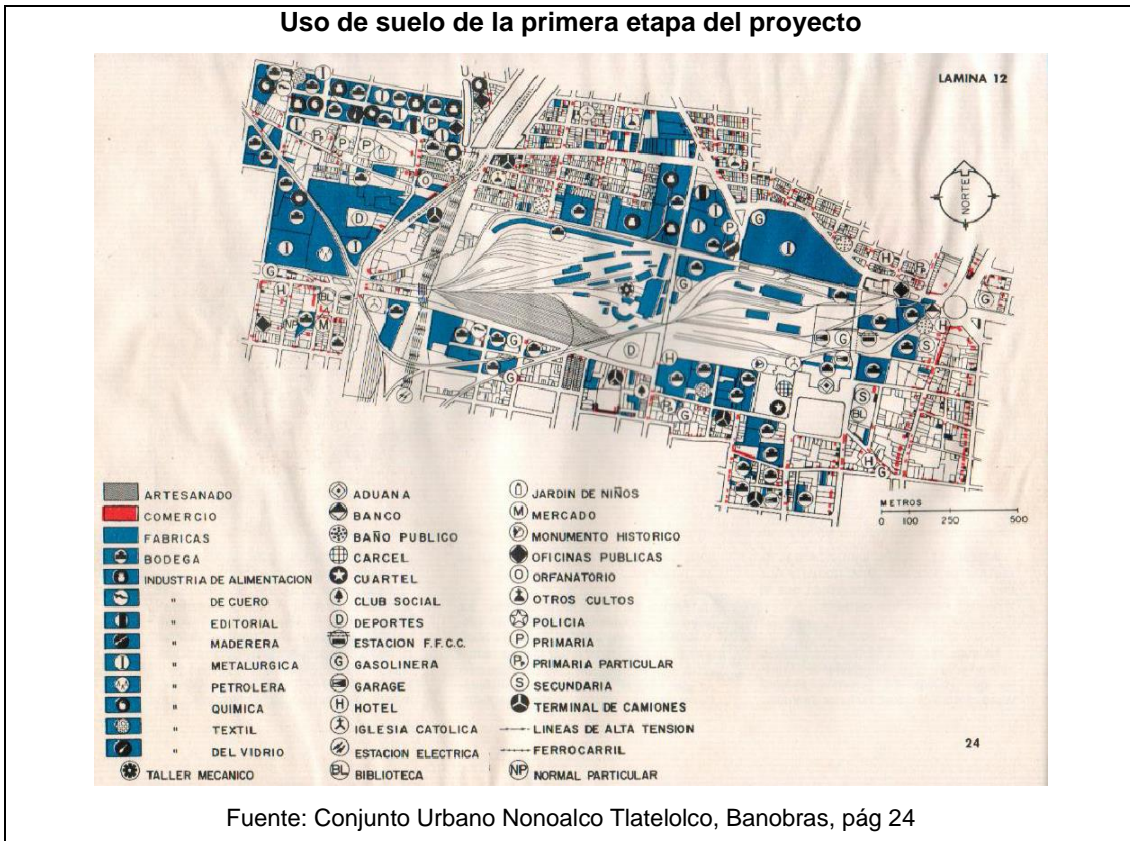 Uso de suelo de la primera etapa del proyecto
LAMINA 12
NORTE
METROS
0 100 250 500
ARTESANADO
COMERCIO
FABRICAS
BODEGA
INDUSTRIA DE ALIMENTACION
" DE CUERO
" EDITORIAL
" MADERERA
" METALURGICA
" PETROLERA
" QUIMICA
" TEXTIL
" DEL VIDRIO
TALLER MECANICO
ADUANA
BANCO
BAÑO PUBLICO
CARCEL
CUARTEL
CLUB SOCIAL
D DEPORTES
ESTACION F.F.C.C.
G GASOLINERA
GARAGE
H HOTEL
IGLESIA CATOLICA
ESTACION ELECTRICA
BL BIBLIOTECA
JARDIN DE NIÑOS
M MERCADO
MONUMENTO HISTORICO
OFICINAS PUBLICAS
O ORFANATORIO
OTROS CULTOS
POLICIA
P PRIMARIA
PRIMARIA PARTICULAR
S SECUNDARIA
TERMINAL DE CAMIONES
LINEAS DE ALTA TENSION
FERROCARRIL
NP NORMAL PARTICULAR
24
Fuente: Conjunto Urbano Nonoalco Tlatelolco, Banobras, pág 24